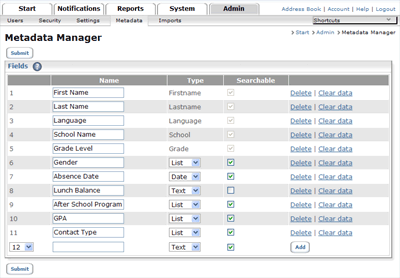 Start Notifications Reports System Admin Address Book | Account | Help | Logout
Users Security Settings Metadata Imports Shortcuts
Metadata Manager > Start > Admin > Metadata Manager
Submit
Fields ?
Name Type Searchable
1 First Name Firstname Delete | Clear data
2 Last Name Lastname Delete | Clear data
3 Language Language Delete | Clear data
4 School Name School Delete | Clear data
5 Grade Level Grade Delete | Clear data
6 Gender List Delete | Clear data
7 Absence Date Date Delete | Clear data
8 Lunch Balance Text Delete | Clear data
9 After School Program List Delete | Clear data
10 GPA List Delete | Clear data
11 Contact Type List Delete | Clear data
12 Text Add
Submit